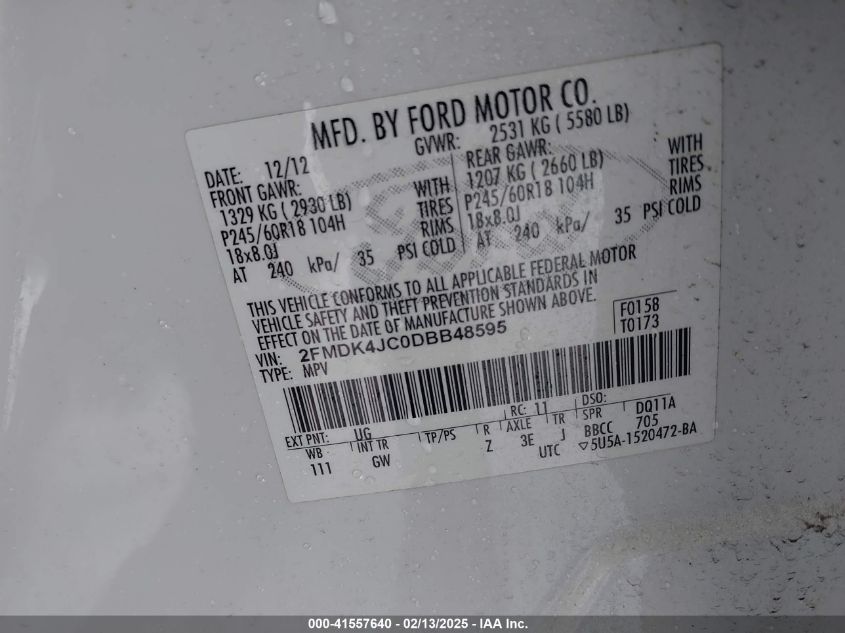 MFD. BY FORD MOTOR CO.
DATE: 12/12 GVWR: 2531 KG ( 5580 LB)
FRONT GAWR: REAR GAWR:
1329 KG ( 2930 LB) WITH 1207 KG ( 2660 LB) WITH
P245/60R18 104H TIRES P245/60R18 104H TIRES
18x8.0J RIMS 18x8.0J RIMS
AT 240 kPa/ 35 PSI COLD AT 240 kPa/ 35 PSI COLD
THIS VEHICLE CONFORMS TO ALL APPLICABLE FEDERAL MOTOR
VEHICLE SAFETY AND THEFT PREVENTION STANDARDS IN
EFFECT ON THE DATE OF MANUFACTURE SHOWN ABOVE.
F0158
T0173
VIN: 2FMDK4JC0DBB48595
TYPE: MPV
RC: 11 DSO:
EXT PNT: UG DQ11A
WB INT TR TP/PS R AXLE TR SPR
111 GW Z 3E J BBCC 705
UTC ▽5U5A-1520472-BA
000-41557640 - 02/13/2025 - IAA Inc.